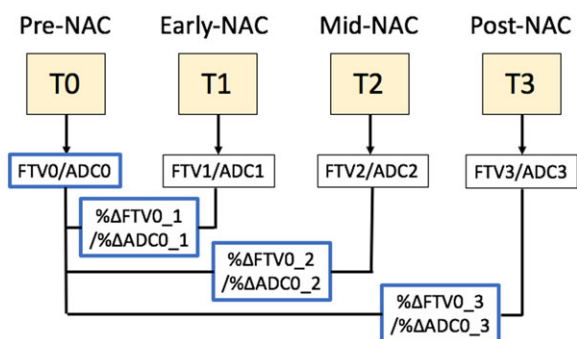 Pre-NAC Early-NAC Mid-NAC Post-NAC
T0 T1 T2 T3
FTV0/ADC0 FTV1/ADC1 FTV2/ADC2 FTV3/ADC3
%ΔFTV0_1
/%ΔADC0_1
%ΔFTV0_2
/%ΔADC0_2
%ΔFTV0_3
/%ΔADC0_3